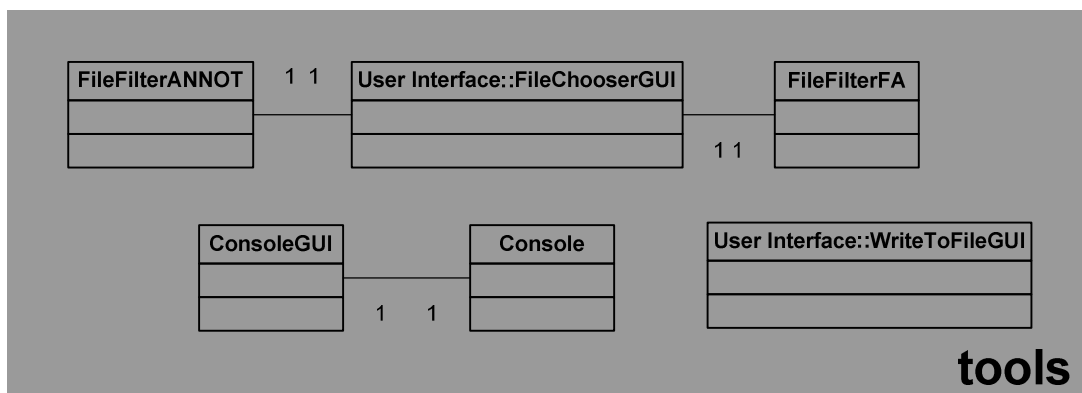 FileFilterANNOT
1 1
User Interface::FileChooserGUI
FileFilterFA
1 1
ConsoleGUI
1 1
Console
User Interface::WriteToFileGUI
tools